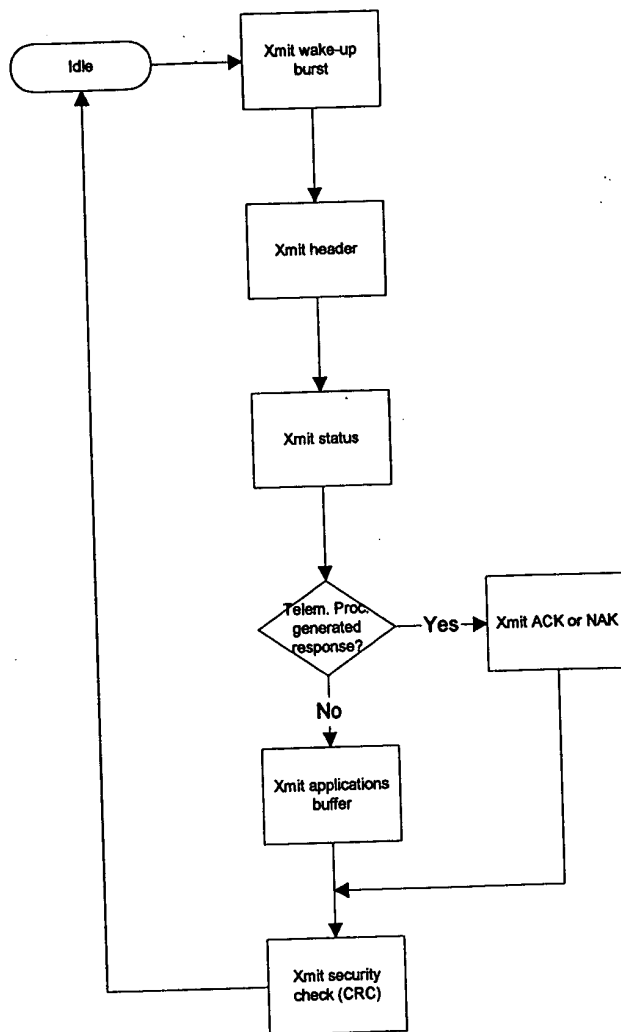 Idle
Xmit wake-up
burst
Xmit header
Xmit status
Telem. Proc.
generated
response?
Yes
Xmit ACK or NAK
No
Xmit applications
buffer
Xmit security
check (CRC)